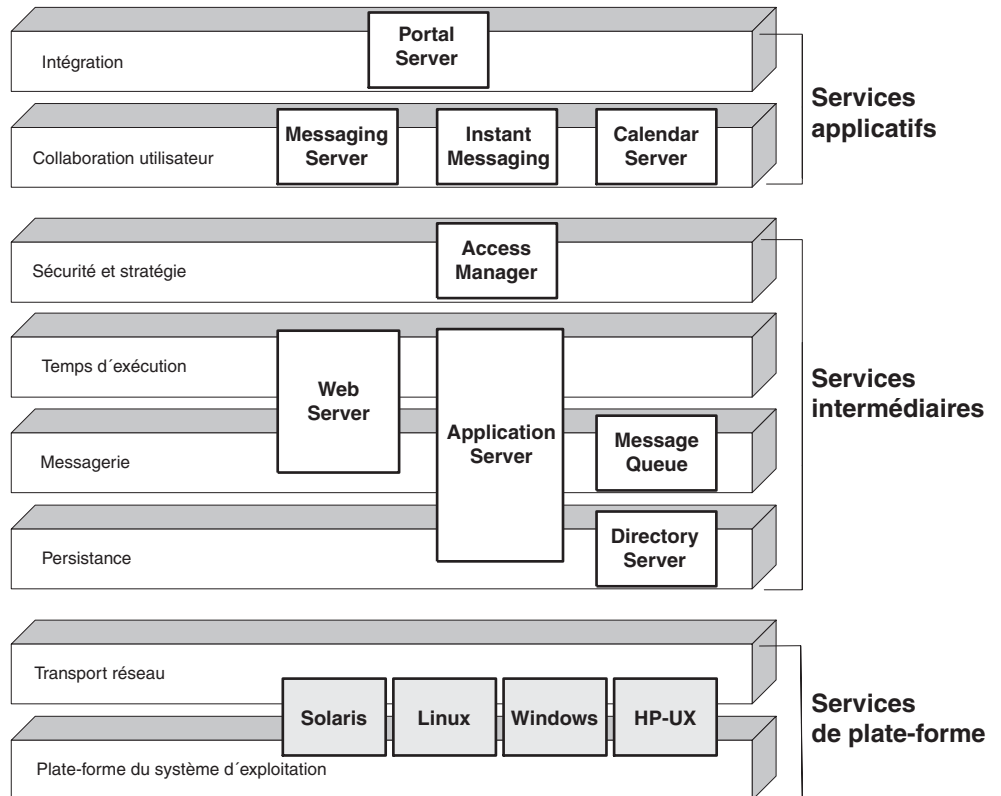 Intégration
Portal
Server
Collaboration utilisateur
Messaging
Server
Instant
Messaging
Calendar
Server
Services
applicatifs
Sécurité et stratégie
Access
Manager
Temps d´exécution
Web
Server
Application
Server
Messagerie
Message
Queue
Persistance
Directory
Server
Services
intermédiaires
Transport réseau
Solaris
Linux
Windows
HP-UX
Plate-forme du système d´exploitation
Services
de plate-forme